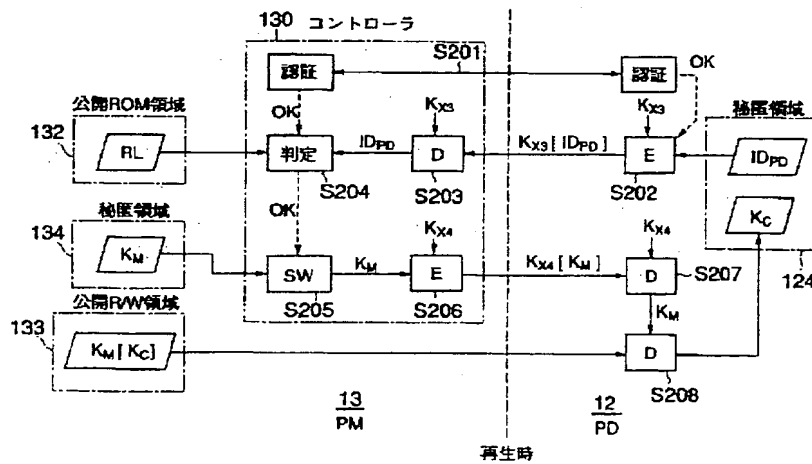 130 コントローラ
S201
認証
認証
OK
OK
公開ROM領域
132
RL
判定
S204
IDPD
KX3
D
S203
KX3 [ IDPD ]
KX3
E
S202
秘匿領域
IDPD
KC
124
OK
秘匿領域
134
KM
SW
S205
KM
KX4
E
S206
KX4 [ KM ]
KX4
D
S207
KM
公開R/W領域
133
KM [ KC ]
D
S208
13
PM
12
PD
再生時